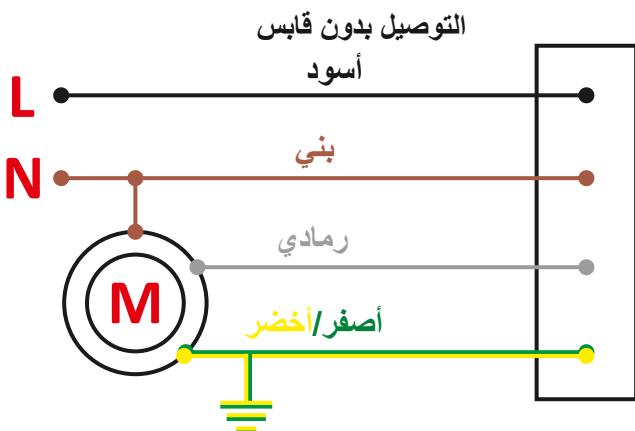 التوصيل بدون قابس
أسود
L
بني
N
رمادي
M
أصفر/أخضر